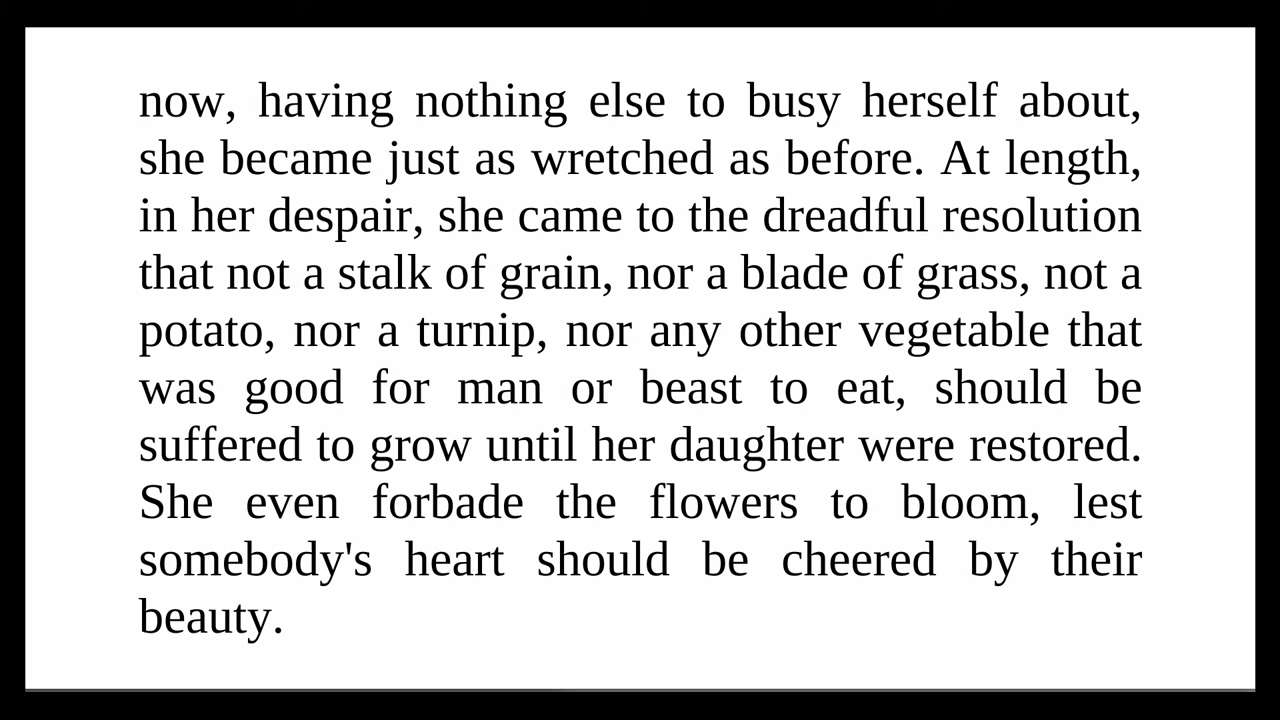 now, having nothing else to busy herself about,
she became just as wretched as before. At length,
in her despair, she came to the dreadful resolution
that not a stalk of grain, nor a blade of grass, not a
potato, nor a turnip, nor any other vegetable that
was good for man or beast to eat, should be
suffered to grow until her daughter were restored.
She even forbade the flowers to bloom, lest
somebody's heart should be cheered by their
beauty.